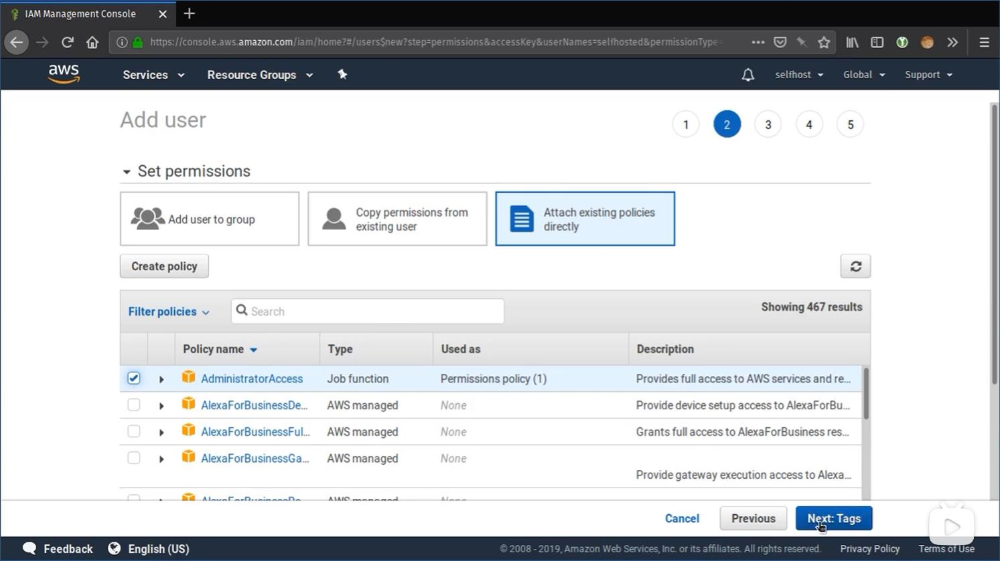 IAM Management Console
https://console.aws.amazon.com/iam/home?#/users$new?step=permissions&accessKey&userNames=selfhosted&permissionType=
aws
Services
Resource Groups
selfhost
Global
Support
Add user
1
2
3
4
5
Set permissions
Add user to group
Copy permissions from
existing user
Attach existing policies
directly
Create policy
Filter policies
Search
Showing 467 results
Policy name
Type
Used as
Description
AdministratorAccess
Job function
Permissions policy (1)
Provides full access to AWS services and re...
AlexaForBusinessDe...
AWS managed
None
Provide device setup access to AlexaForBu...
AlexaForBusinessFul...
AWS managed
None
Grants full access to AlexaForBusiness res...
AlexaForBusinessGa...
AWS managed
None
Provide gateway execution access to Alexa...
AWS managed
None
Cancel
Previous
Next: Tags
Feedback
English (US)
© 2008 - 2019, Amazon Web Services, Inc. or its affiliates. All rights reserved.
Privacy Policy
Terms of Use